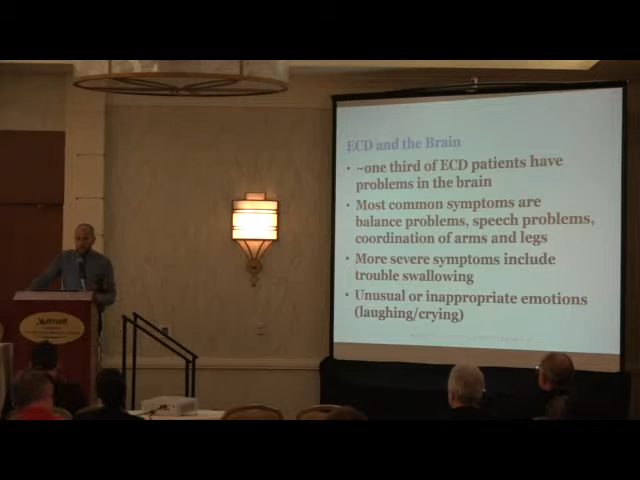 ECD and the Brain
• ~one third of ECD patients have
problems in the brain
• Most common symptoms are
balance problems, speech problems,
coordination of arms and legs
• More severe symptoms include
trouble swallowing
• Unusual or inappropriate emotions
(laughing/crying)
Marriott